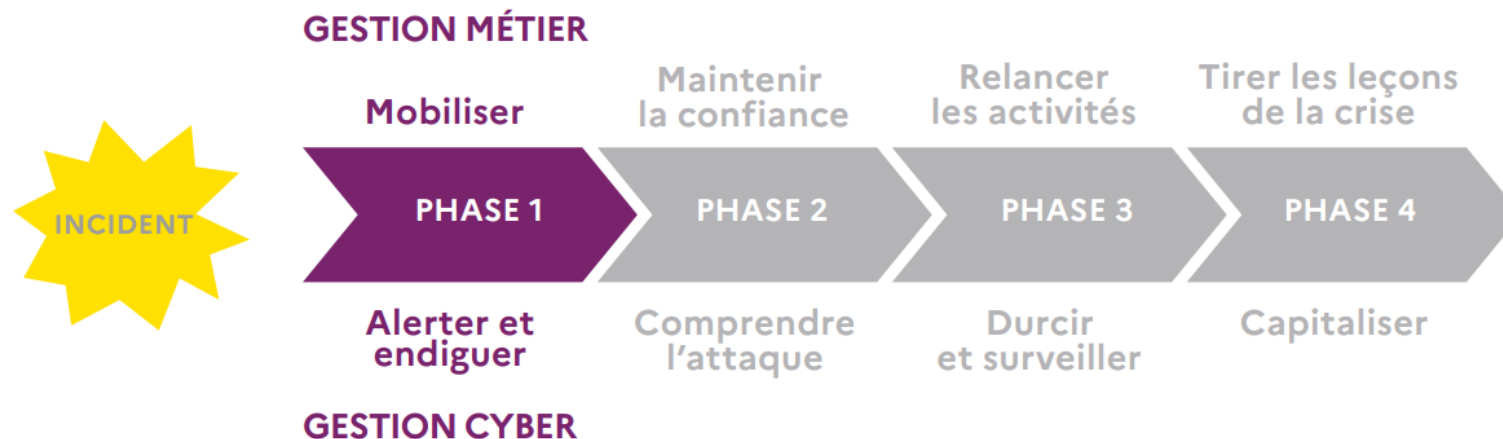 GESTION MÉTIER
Mobiliser
Maintenir
la confiance
Relancer
les activités
Tirer les leçons
de la crise
INCIDENT
PHASE 1
PHASE 2
PHASE 3
PHASE 4
Alerter et
endiguer
Comprendre
l'attaque
Durcir
et surveiller
Capitaliser
GESTION CYBER